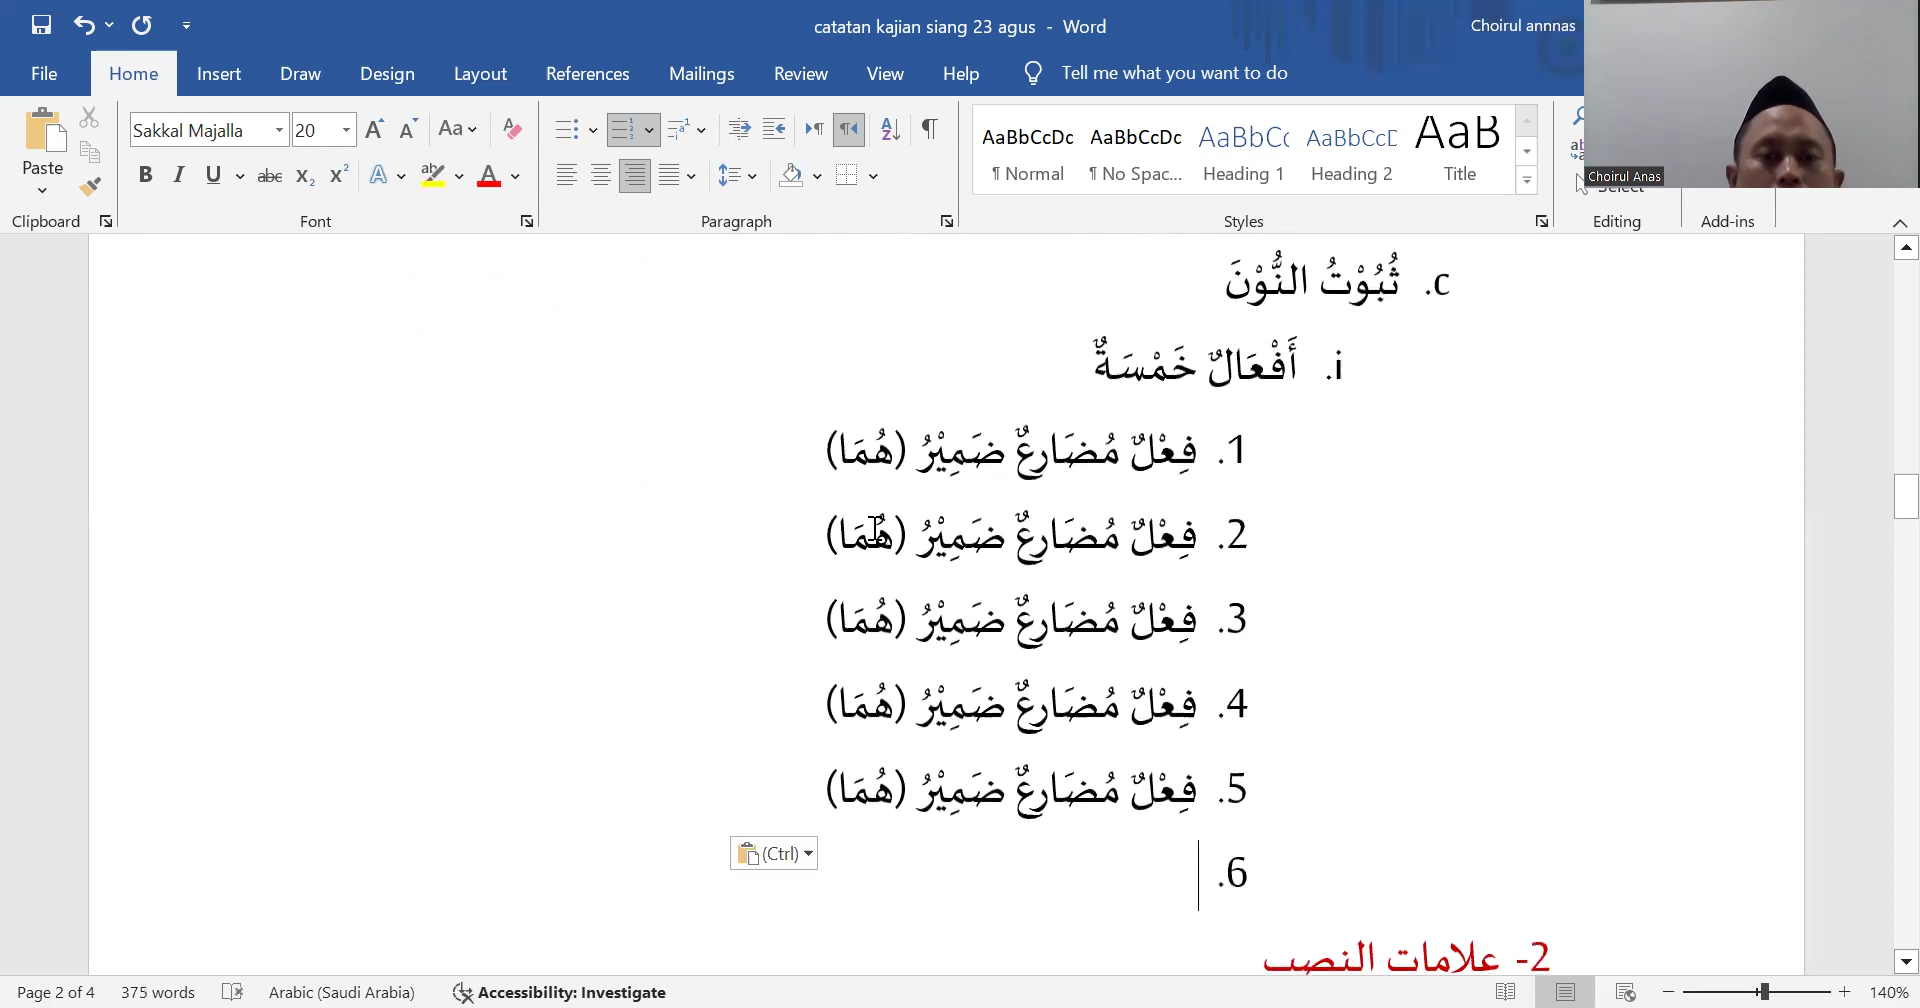 catatan kajian siang 23 agus - Word
Choirul annnas
File Home Insert Draw Design Layout References Mailings Review View Help Tell me what you want to do
Paste
Clipboard
Sakkal Majalla 20
Font
Paragraph
AaBbCcDc AaBbCcDc AaBbCc AaBbCcD AaB
¶ Normal ¶ No Spac... Heading 1 Heading 2 Title
Styles
Select
Editing
Add-ins
Choirul Anas
c. ثُبُوْتُ النُّوْنَ
i. أَفْعَالٌ خَمْسَةٌ
1. فِعْلٌ مُضَارِعٌ ضَمِيْرُ (هُمَا)
2. فِعْلٌ مُضَارِعٌ ضَمِيْرُ (هُمَا)
3. فِعْلٌ مُضَارِعٌ ضَمِيْرُ (هُمَا)
4. فِعْلٌ مُضَارِعٌ ضَمِيْرُ (هُمَا)
5. فِعْلٌ مُضَارِعٌ ضَمِيْرُ (هُمَا)
(Ctrl)
6.
2- علامات النصب
Page 2 of 4 375 words Arabic (Saudi Arabia) Accessibility: Investigate 140%